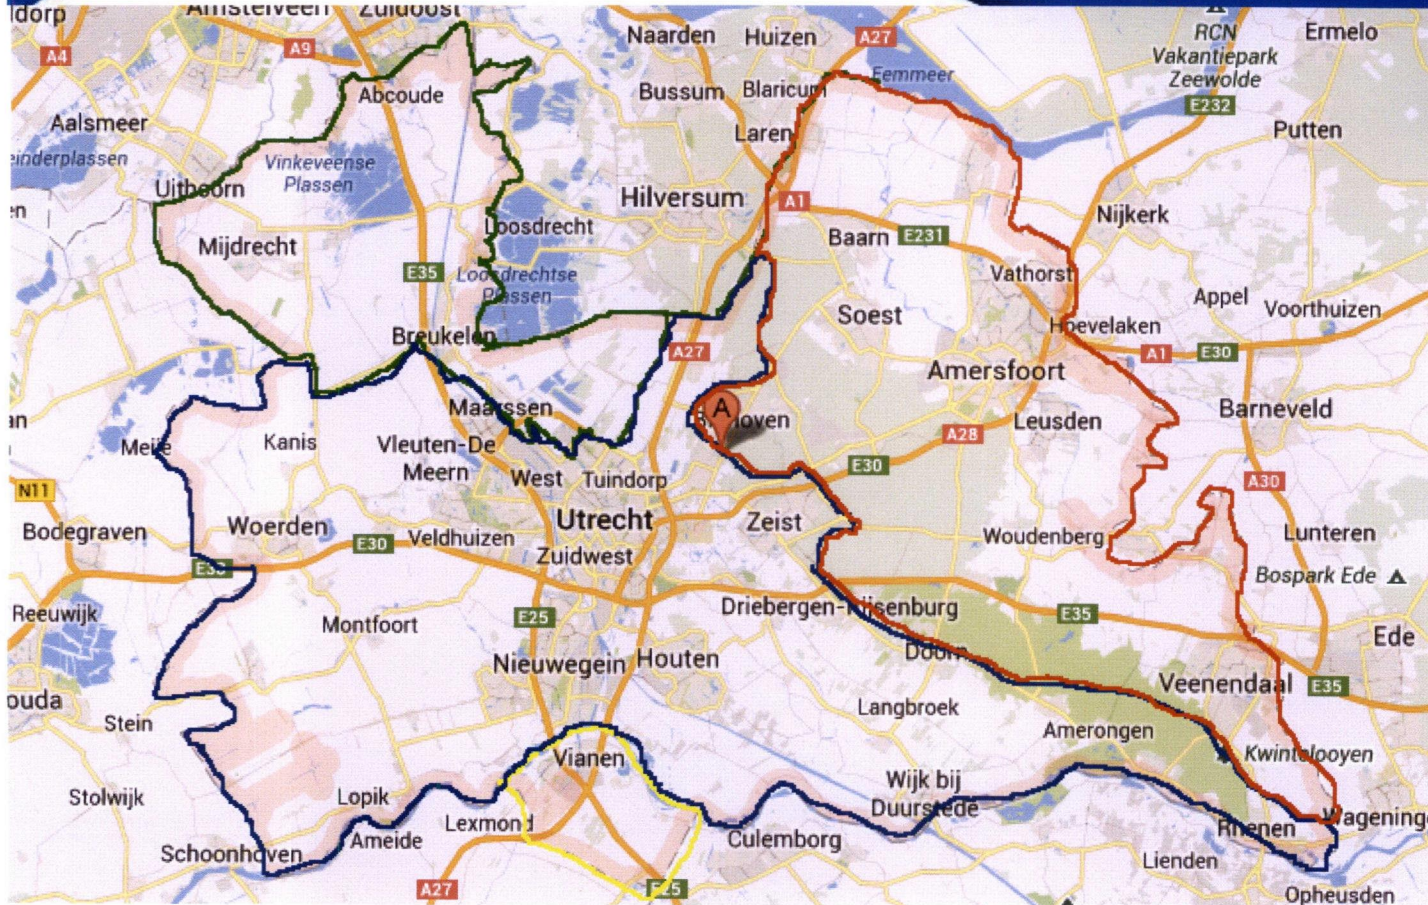 Amstelveen
Zuidoost
A4
A9
Naarden
Huizen
A27
RCN
Vakantiepark
Zeewolde
Ermelo
Eemmeer
Abcoude
Bussum
Blaricum
E232
Aalsmeer
Laren
Putten
Vinkeveense
Plassen
Uithoorn
Hilversum
A1
Nijkerk
Mijdrecht
Loosdrecht
Baarn
E231
E35
Loosdrechtse
Plassen
Vathorst
Appel
Voorthuizen
Soest
Breukelen
Hoevelaken
A27
A1
E30
Amersfoort
Maarssen
A
Barneveld
Meije
Kanis
Vleuten-De
Meern
Leusden
A28
E30
West
Tuindorp
N11
A30
Bodegraven
Woerden
Utrecht
Zeist
E30
Veldhuizen
Woudenberg
Lunteren
Zuidwest
Bospark Ede
Reeuwijk
Driebergen-Rijsenburg
E35
Montfoort
E25
Ede
Nieuwegein
Houten
Doorn
Veenendaal
E35
Stein
Langbroek
Amerongen
Vianen
Kwintelooyen
Stolwijk
Lopik
Wijk bij
Duurstede
Lexmond
Ameide
Culemborg
Rhenen
Schoonhoven
Lienden
A27
E25
Opheusden